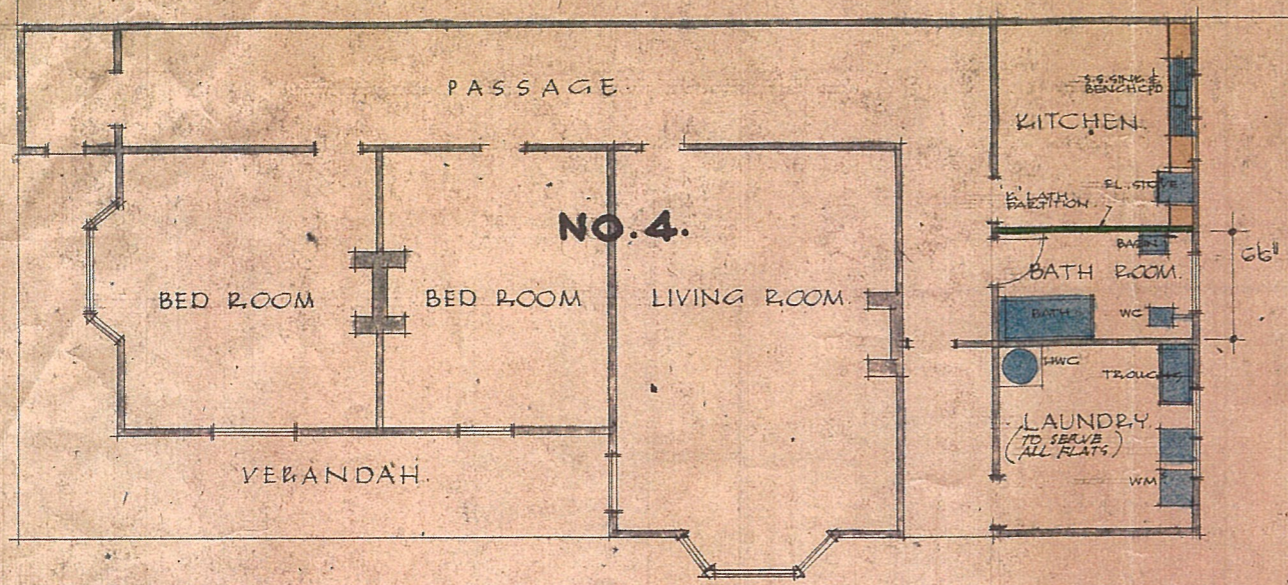 PASSAGE
S.S. SINK &
BENCH CPD
KITCHEN.
EL. STOVE
K. LATH
PARTITION.
NO. 4.
BASIN
6'6"
BED ROOM
BED ROOM
LIVING ROOM.
BATH ROOM.
BATH
WC
HWC
TROUGHS
LAUNDRY.
(TO SERVE
ALL FLATS)
VERANDAH.
WM'S